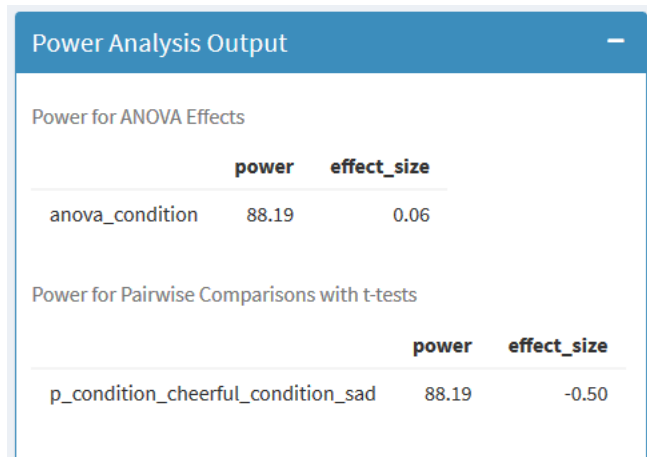 Power Analysis Output −
Power for ANOVA Effects
power effect_size
anova_condition 88.19 0.06
Power for Pairwise Comparisons with t-tests
power effect_size
p_condition_cheerful_condition_sad 88.19 -0.50